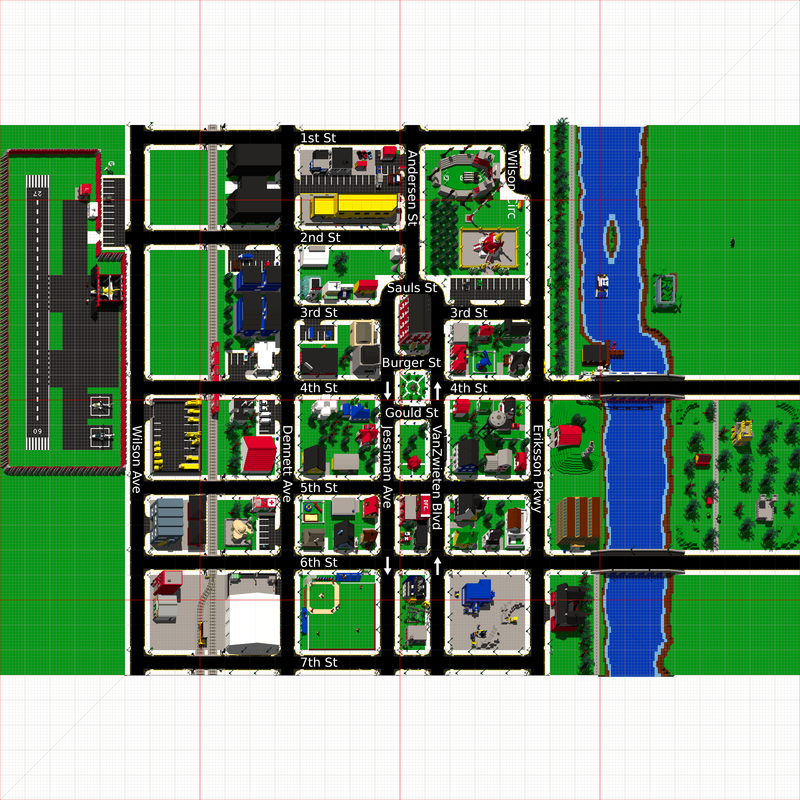 1st St
Andersen St
Wilson Circ
27
2nd St
Sauls St
3rd St
3rd St
Burger St
4th St
4th St
Gould St
09
Wilson Ave
Dennett Ave
Jessiman Ave
VanZwieten Blvd
Eriksson Pkwy
5th St
6th St
7th St